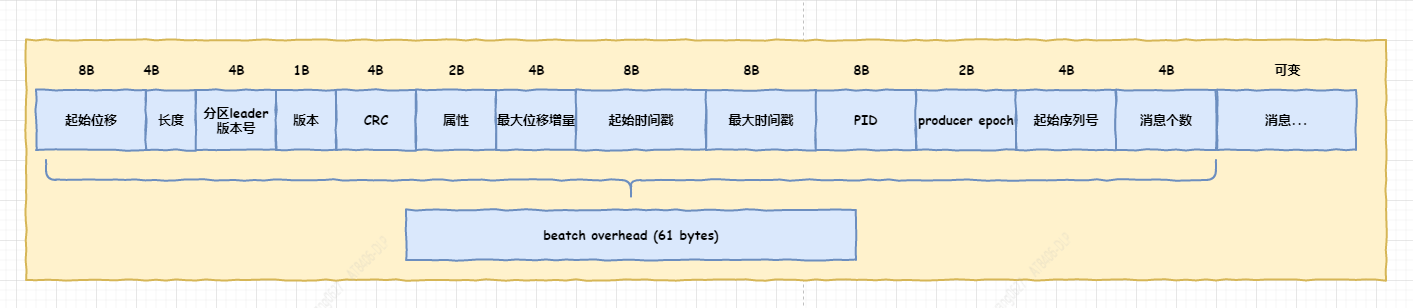 8B 4B 4B 1B 4B 2B 4B 8B 8B 8B 2B 4B 4B 可变
起始位移
长度
分区leader
版本号
版本
CRC
属性
最大位移增量
起始时间戳
最大时间戳
PID
producer epoch
起始序列号
消息个数
消息...
beatch overhead (61 bytes)